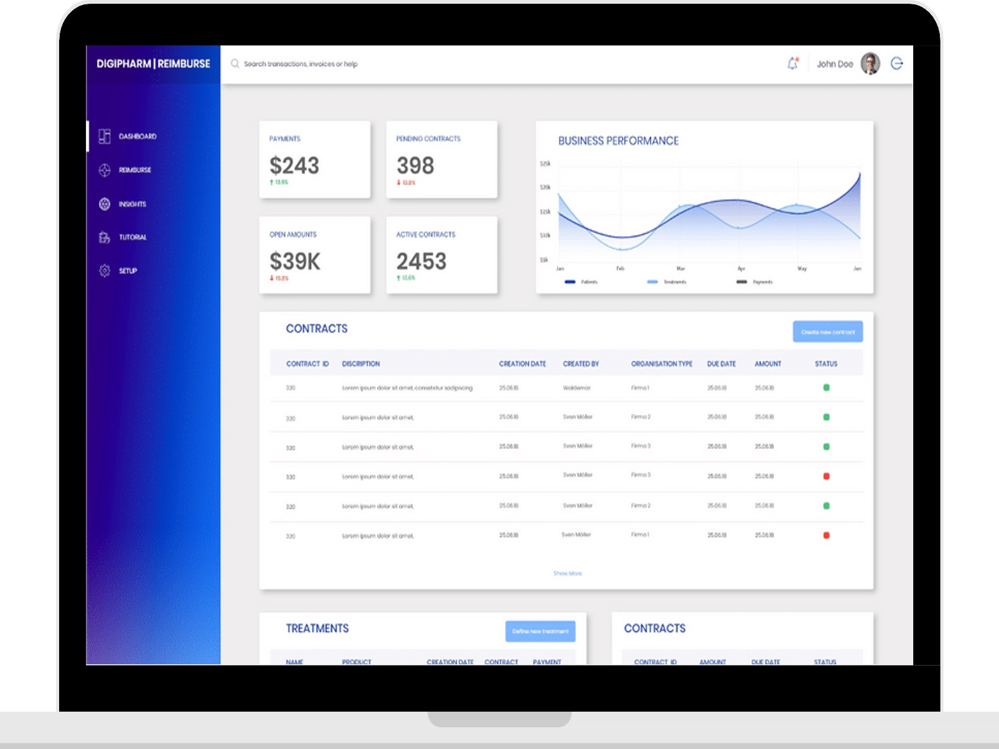 DIGIPHARM | REIMBURSE
Search transactions, invoices or help
John Doe
DASHBOARD
REIMBURSE
INSIGHTS
TUTORIAL
SETUP
PAYMENTS
$243
13.8%
PENDING CONTRACTS
398
13.8%
OPEN AMOUNTS
$39K
13.8%
ACTIVE CONTRACTS
2453
13.8%
BUSINESS PERFORMANCE
$25k
$20k
$15k
$10k
$5k
Jan Feb Mar Apr May Jun
Patients Treatments Payments
CONTRACTS
Create new contract
CONTRACT ID DISCRIPTION CREATION DATE CREATED BY ORGANISATION TYPE DUE DATE AMOUNT STATUS
320 Lorem ipsum dolor sit amet, consetetur sadipscing 25.06.18 Waldemar Firma 1 25.06.18 25.06.18
320 Lorem ipsum dolor sit amet, 25.06.18 Sven Möller Firma 2 25.06.18 25.06.18
320 Lorem ipsum dolor sit amet, 25.06.18 Sven Möller Firma 3 25.06.18 25.06.18
320 Lorem ipsum dolor sit amet, 25.06.18 Sven Möller Firma 3 25.06.18 25.06.18
320 Lorem ipsum dolor sit amet, 25.06.18 Sven Möller Firma 2 25.06.18 25.06.18
320 Lorem ipsum dolor sit amet, 25.06.18 Sven Möller Firma 1 25.06.18 25.06.18
Show More
TREATMENTS
Define new treatment
NAME PRODUCT CREATION DATE CONTRACT PAYMENT
CONTRACTS
CONTRACT ID AMOUNT DUE DATE STATUS